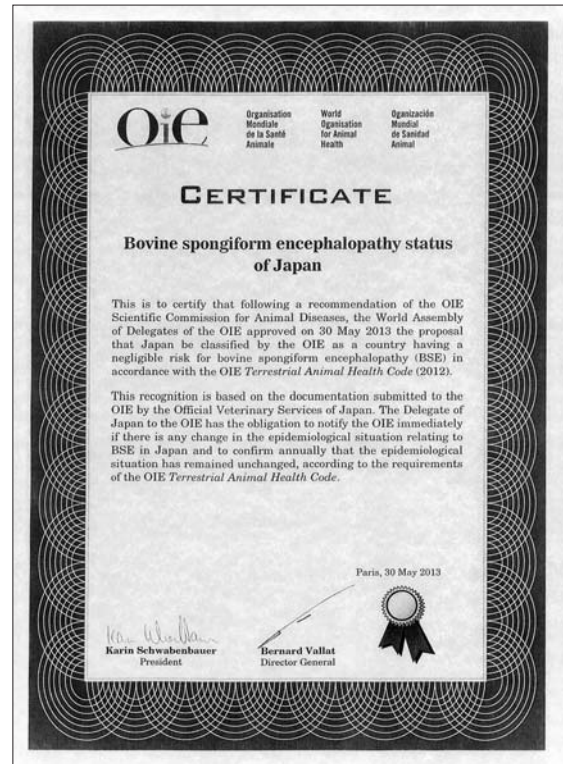 Oie
Organisation
Mondiale
de la Santé
Animale
World
Oganisation
for Animal
Health
Oganización
Mundial
de Sanidad
Animal
CERTIFICATE
Bovine spongiform encephalopathy status
of Japan
This is to certify that following a recommendation of the OIE
Scientific Commission for Animal Diseases, the World Assembly
of Delegates of the OIE approved on 30 May 2013 the proposal
that Japan be classified by the OIE as a country having a
negligible risk for bovine spongiform encephalopathy (BSE) in
accordance with the OIE Terrestrial Animal Health Code (2012).
This recognition is based on the documentation submitted to the
OIE by the Official Veterinary Services of Japan. The Delegate of
Japan to the OIE has the obligation to notify the OIE immediately
if there is any change in the epidemiological situation relating to
BSE in Japan and to confirm annually that the epidemiological
situation has remained unchanged, according to the requirements
of the OIE Terrestrial Animal Health Code.
Paris, 30 May 2013
Karin Schwabenbauer
President
Bernard Vallat
Director General